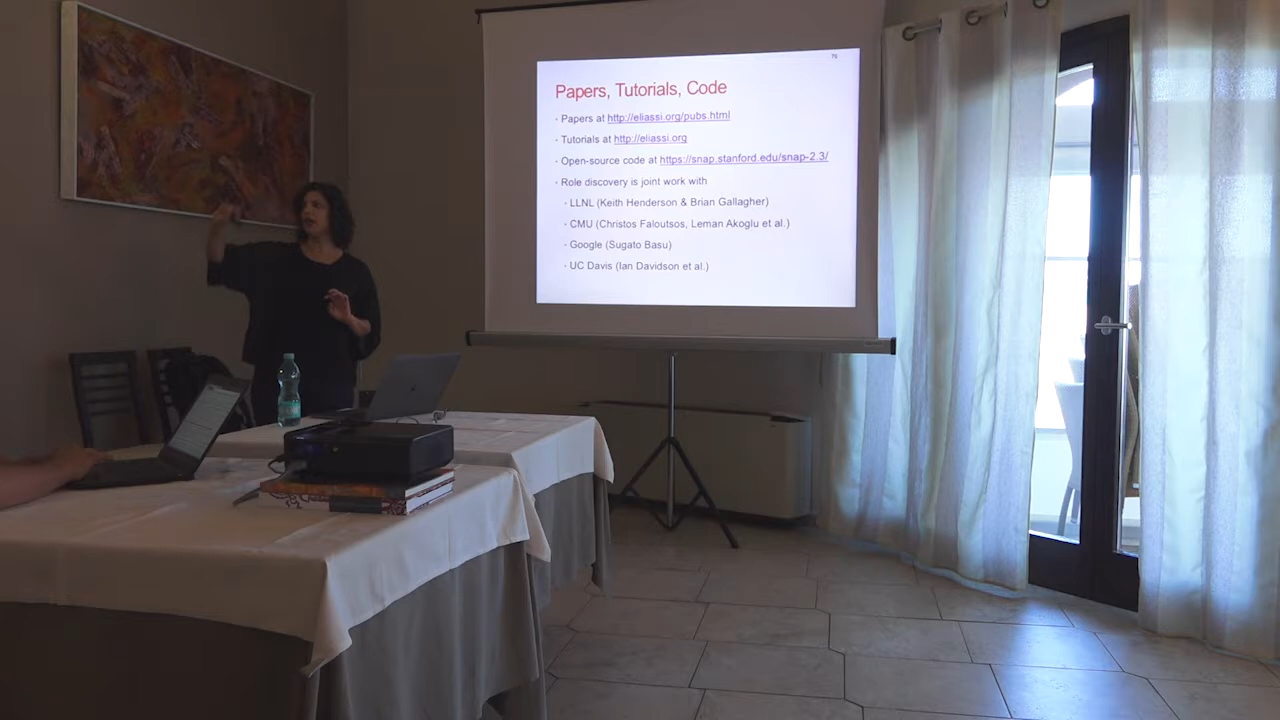 Papers, Tutorials, Code
· Papers at http://eliassi.org/pubs.html
· Tutorials at http://eliassi.org
· Open-source code at https://snap.stanford.edu/snap-2.3/
· Role discovery is joint work with
· LLNL (Keith Henderson & Brian Gallagher)
· CMU (Christos Faloutsos, Leman Akoglu et al.)
· Google (Sugato Basu)
· UC Davis (Ian Davidson et al.)